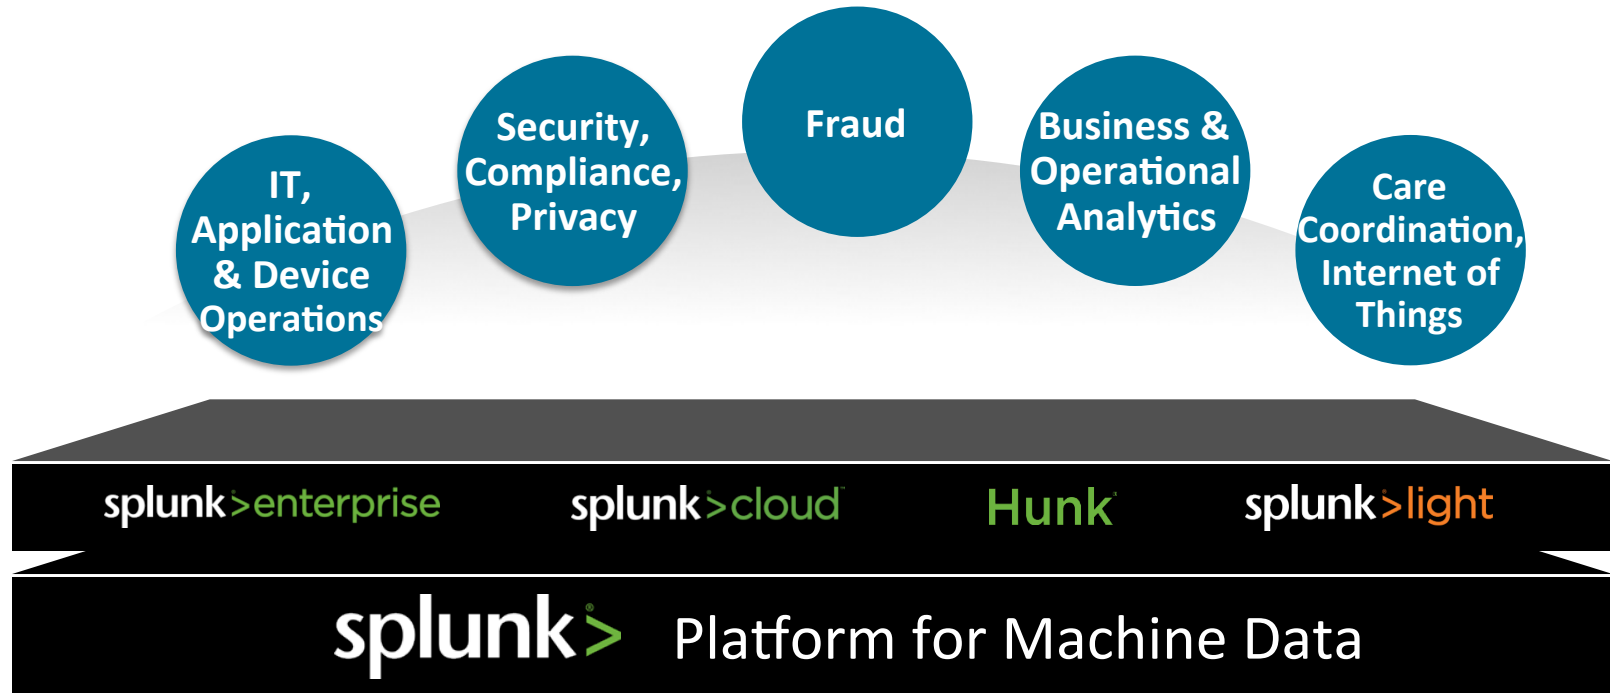 IT,
Application
& Device
Operations
Security,
Compliance,
Privacy
Fraud
Business &
Operational
Analytics
Care
Coordination,
Internet of
Things
splunk>enterprise
splunk>cloud™
Hunk
splunk>light
splunk®> Platform for Machine Data